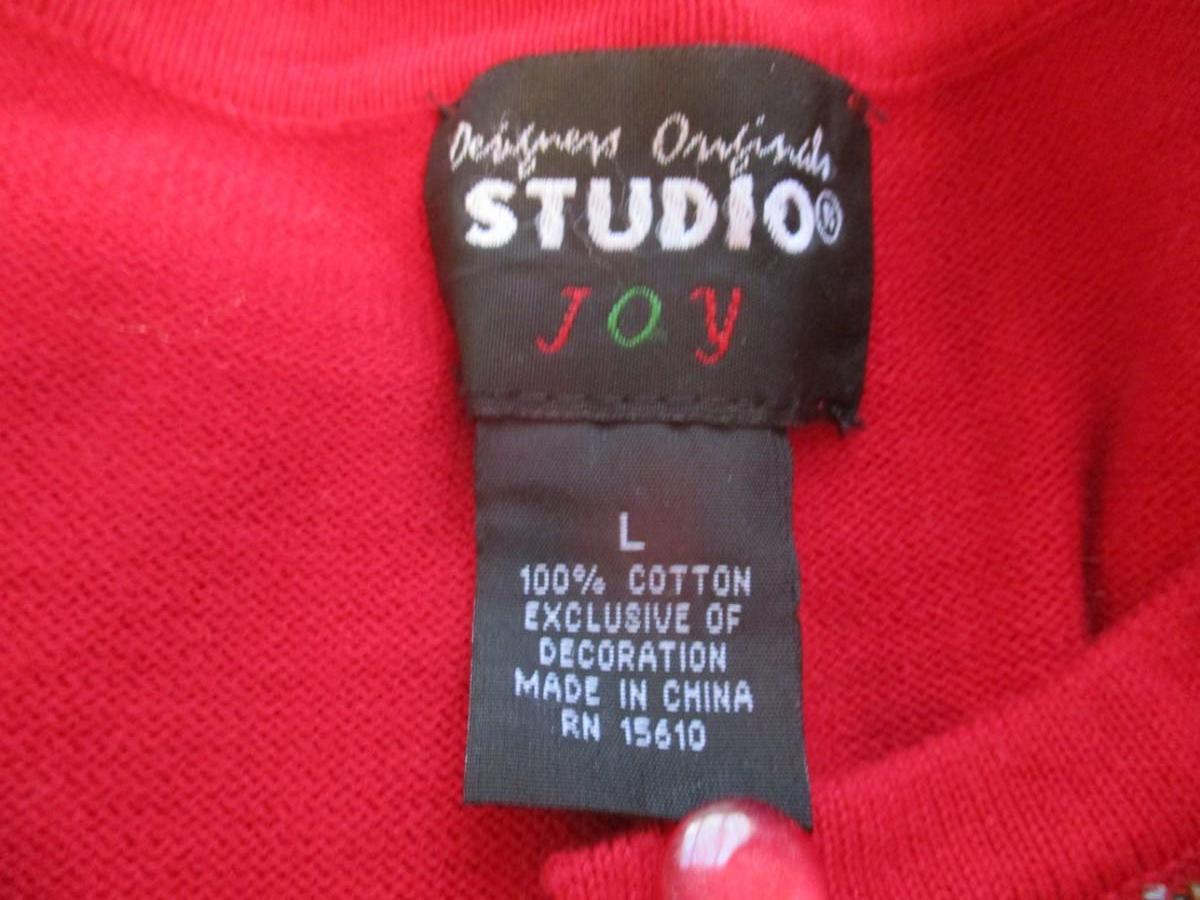 Designers Originals
STUDIO®
JOY
L
100% COTTON
EXCLUSIVE OF
DECORATION
MADE IN CHINA
RN 15610